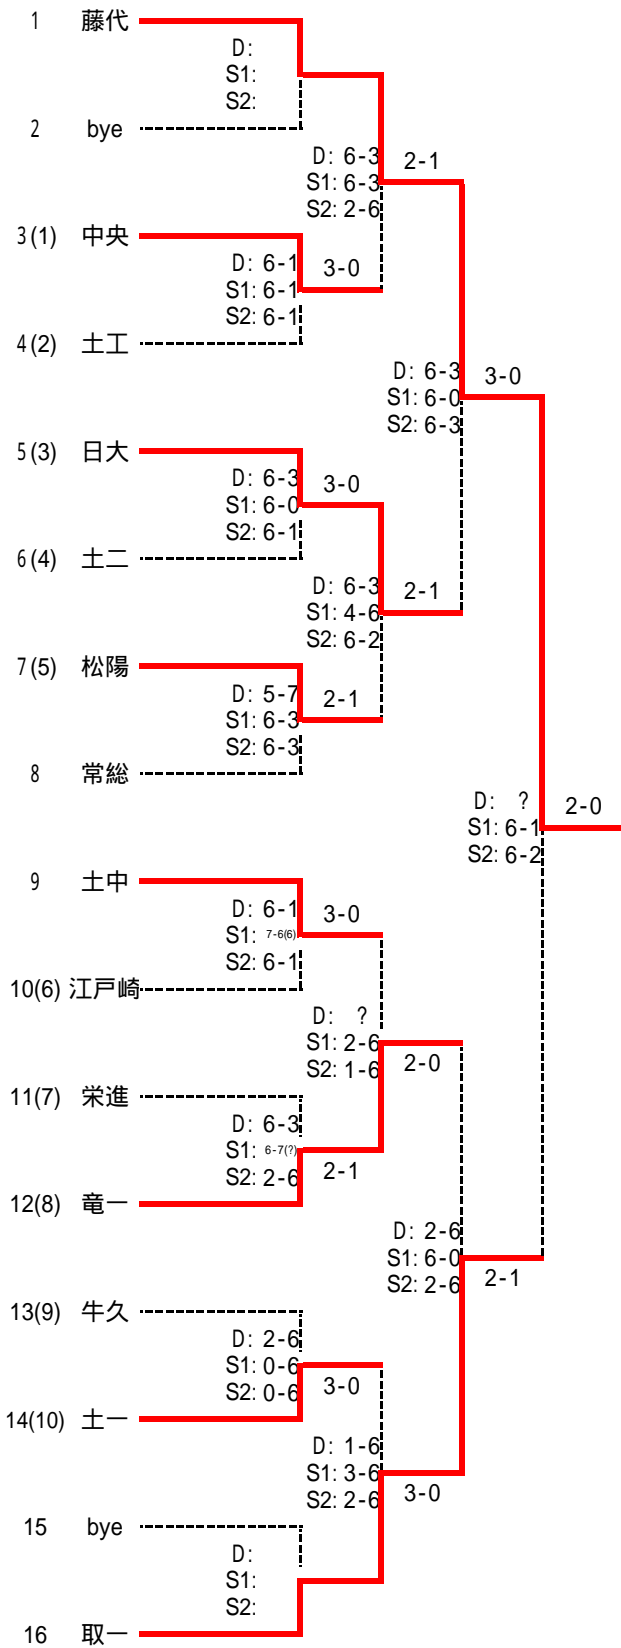 1 藤代
D:
S1:
S2:
2 bye
D: 6-3
S1: 6-3
S2: 2-6
2-1
3(1) 中央
D: 6-1
S1: 6-1
S2: 6-1
3-0
4(2) 土工
D: 6-3
S1: 6-0
S2: 6-3
3-0
5(3) 日大
D: 6-3
S1: 6-0
S2: 6-1
3-0
6(4) 土二
D: 6-3
S1: 4-6
S2: 6-2
2-1
7(5) 松陽
D: 5-7
S1: 6-3
S2: 6-3
2-1
8 常総
D: ?
S1: 6-1
S2: 6-2
2-0
9 土中
D: 6-1
S1: 7-6(6)
S2: 6-1
3-0
10(6) 江戸崎
D: ?
S1: 2-6
S2: 1-6
2-0
11(7) 栄進
D: 6-3
S1: 6-7(?)
S2: 2-6
2-1
12(8) 竜一
D: 2-6
S1: 6-0
S2: 2-6
2-1
13(9) 牛久
D: 2-6
S1: 0-6
S2: 0-6
3-0
14(10) 土一
D: 1-6
S1: 3-6
S2: 2-6
3-0
15 bye
D:
S1:
S2:
16 取一